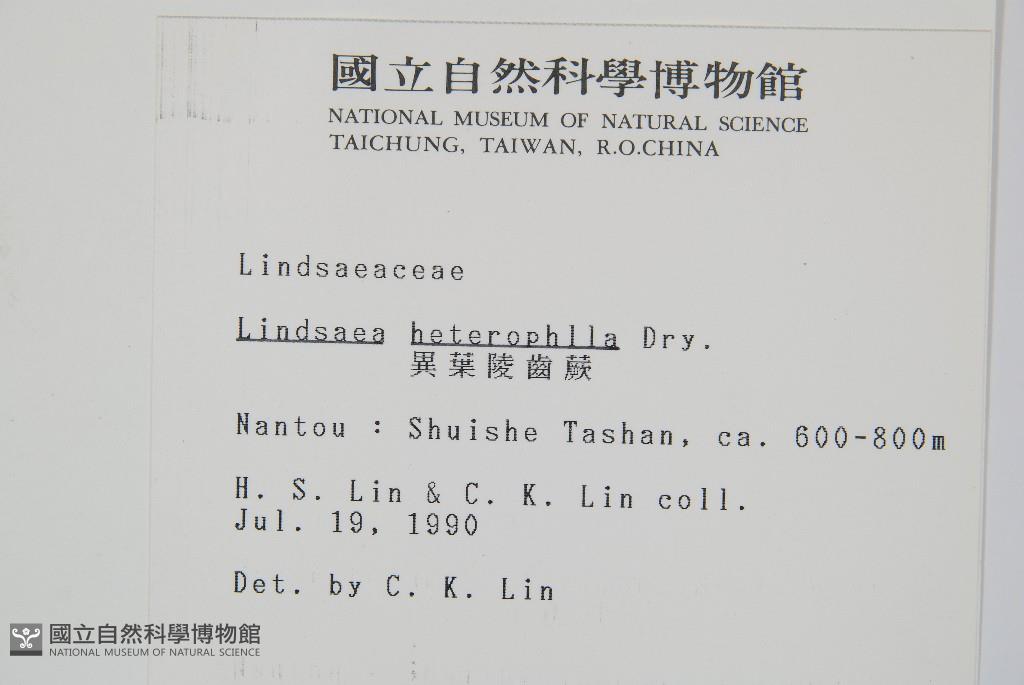 國立自然科學博物館
NATIONAL MUSEUM OF NATURAL SCIENCE
TAICHUNG, TAIWAN, R.O.CHINA
Lindsaeaceae
Lindsaea heterophlla Dry.
異葉陵齒蕨
Nantou : Shuishe Tashan, ca. 600-800m
H. S. Lin & C. K. Lin coll.
Jul. 19, 1990
Det. by C. K. Lin
國立自然科學博物館
NATIONAL MUSEUM OF NATURAL SCIENCE